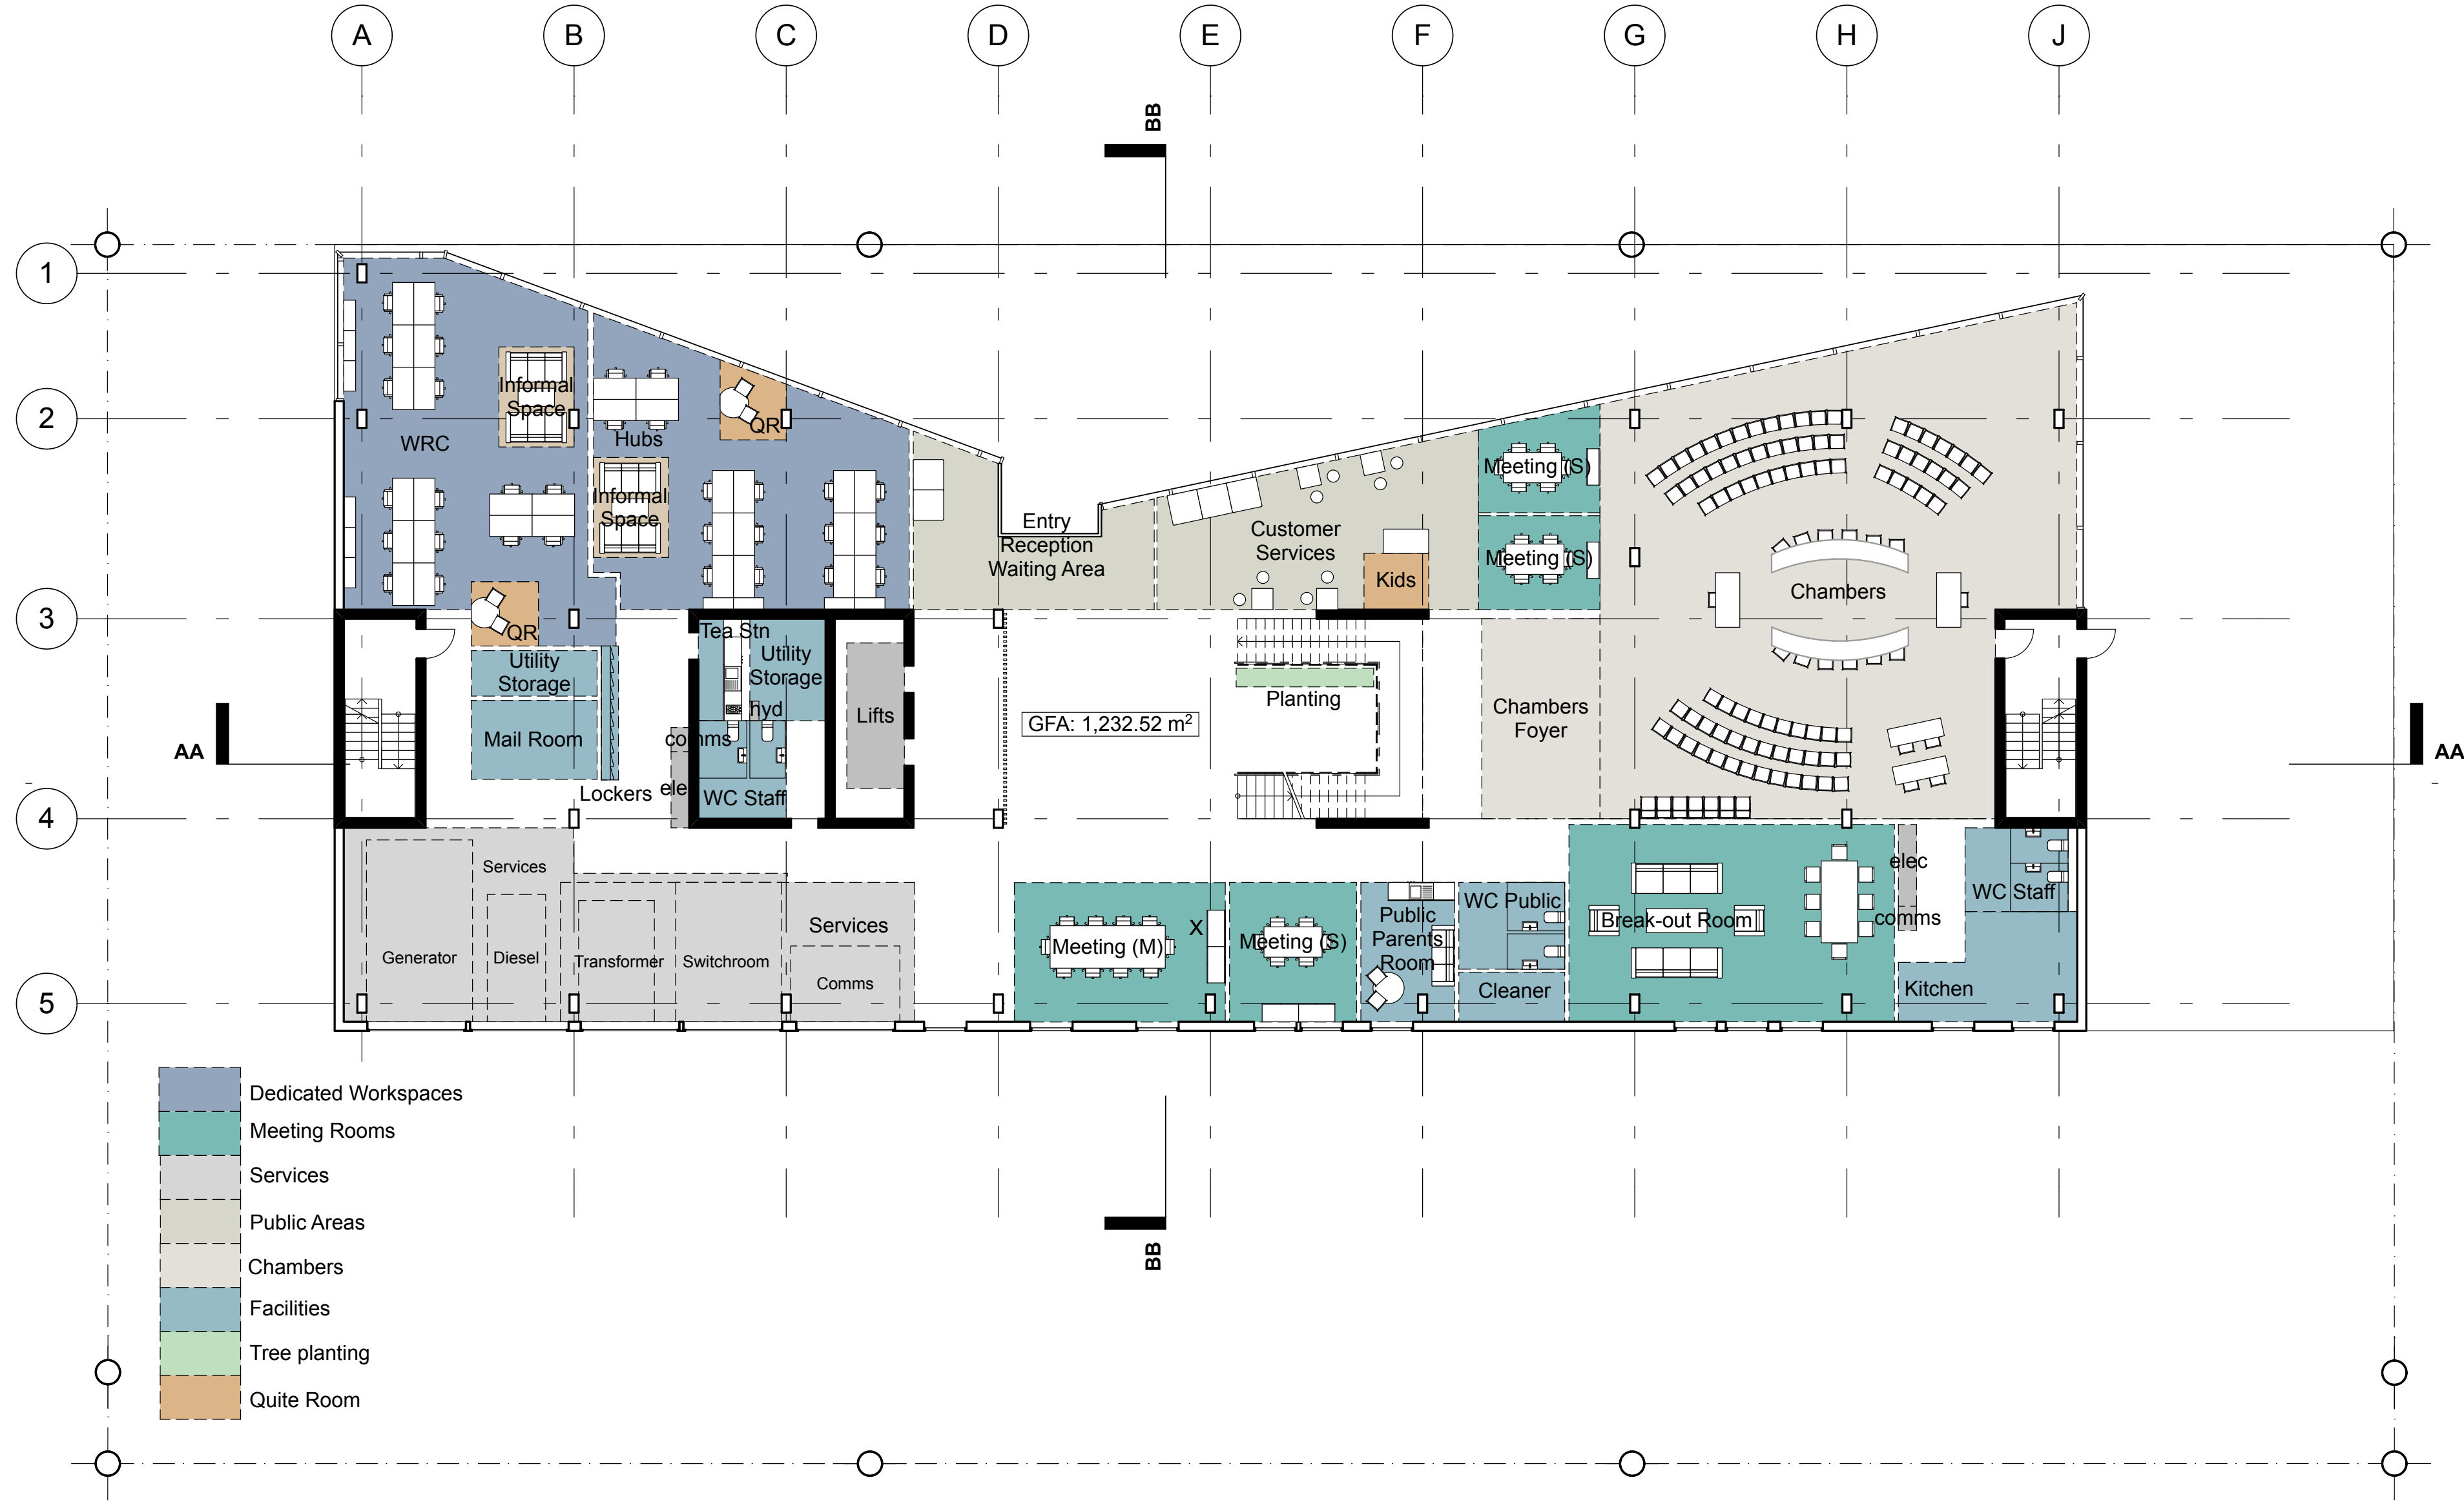 A
B
C
D
E
F
G
H
J
BB
1
2
3
4
5
Informal
Space
WRC
Hubs
QR
Informal
Space
Entry
Reception
Waiting Area
Customer
Services
Kids
Meeting (S)
Meeting (S)
Chambers
QR
Utility
Storage
Mail Room
Lockers
Tea Stn
Utility
Storage
hyd
comms
ele
WC Staff
Lifts
GFA: 1,232.52 m²
Planting
Chambers
Foyer
AA
AA
Services
Generator
Diesel
Transformer
Switchroom
Services
Comms
Meeting (M)
X
Meeting (S)
Public
Parents
Room
WC Public
Cleaner
Break-out Room
elec
comms
WC Staff
Kitchen
Dedicated Workspaces
Meeting Rooms
Services
Public Areas
Chambers
Facilities
Tree planting
Quite Room
BB